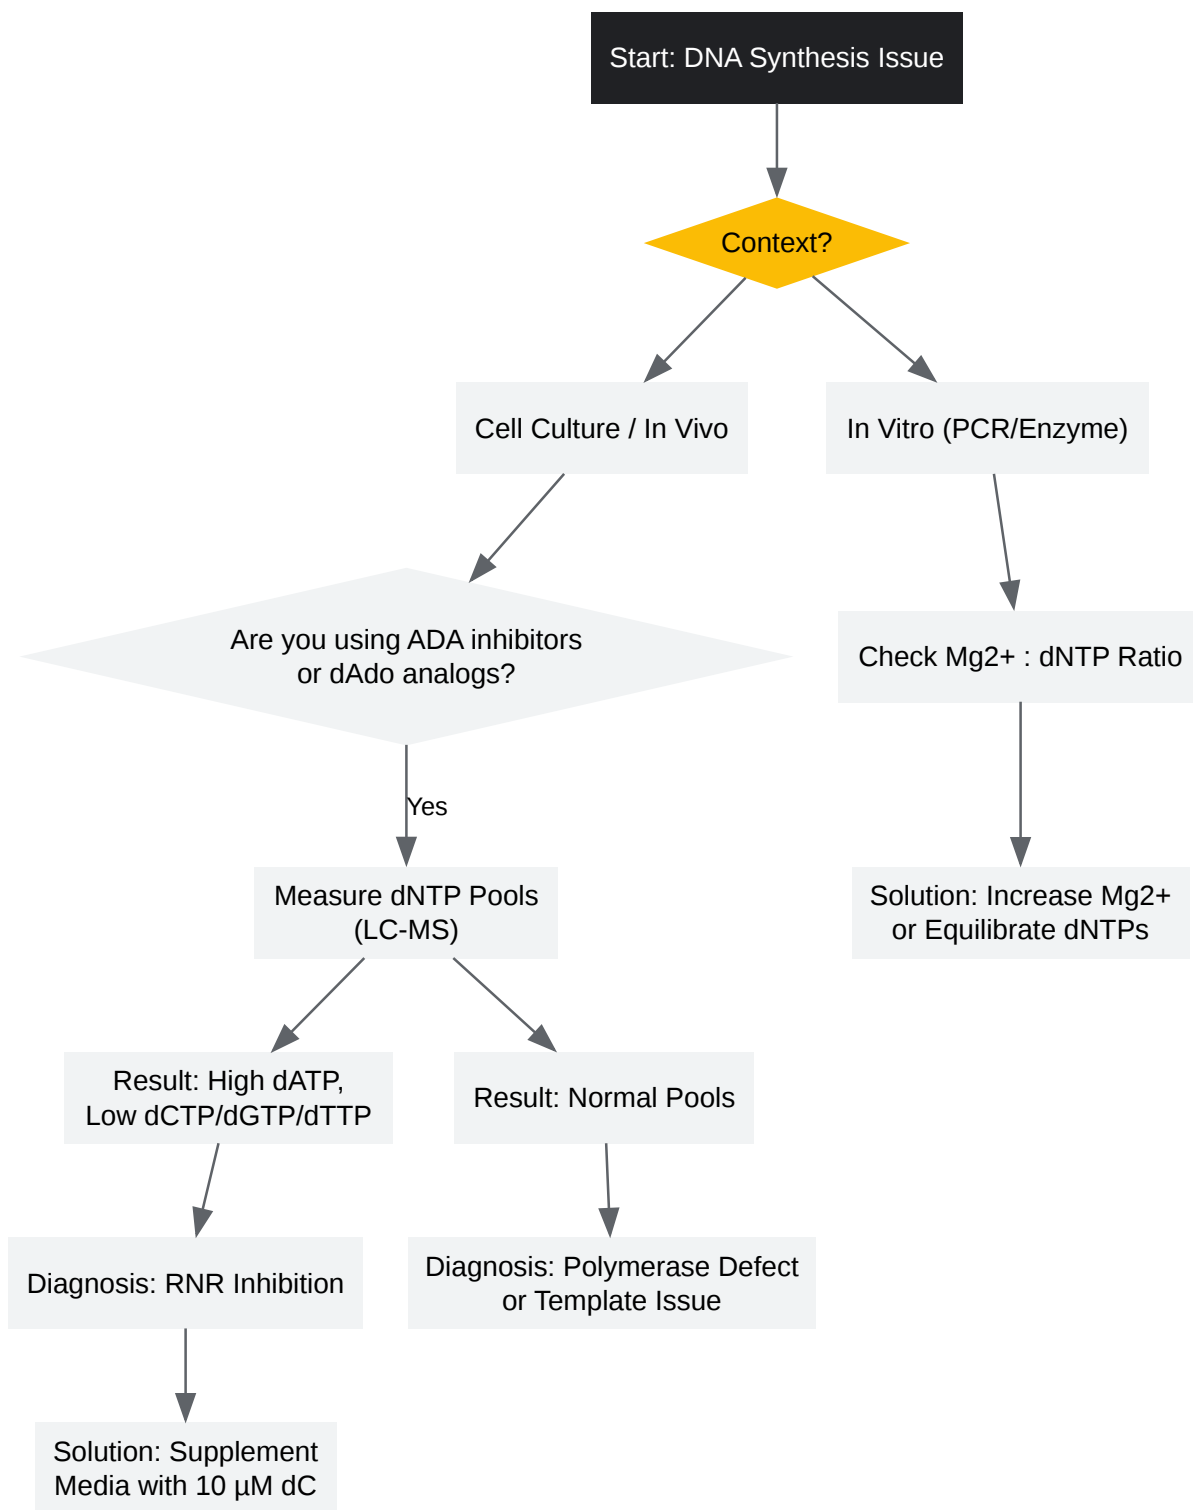 Start: DNA Synthesis Issue
Context?
Cell Culture / In Vivo
In Vitro (PCR/Enzyme)
Are you using ADA inhibitors
or dAdo analogs?
Check Mg2+ : dNTP Ratio
Yes
Measure dNTP Pools
(LC-MS)
Solution: Increase Mg2+
or Equilibrate dNTPs
Result: High dATP,
Low dCTP/dGTP/dTTP
Result: Normal Pools
Diagnosis: RNR Inhibition
Diagnosis: Polymerase Defect
or Template Issue
Solution: Supplement
Media with 10 µM dC